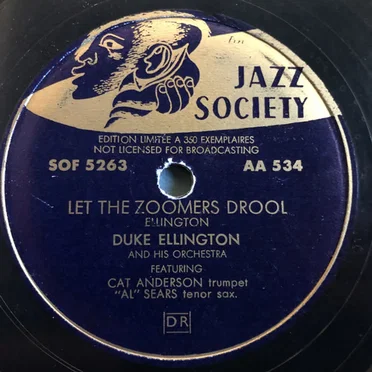 JAZZ
SOCIETY
EDITION LIMITÉE A 350 EXEMPLAIRES
NOT LICENSED FOR BROADCASTING
SOF 5263 AA 534
LET THE ZOOMERS DROOL
ELLINGTON
DUKE ELLINGTON
AND HIS ORCHESTRA
FEATURING
CAT ANDERSON trumpet
"AL" SEARS tenor sax.
DR